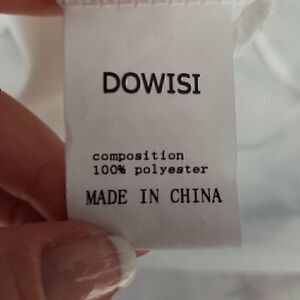 DOWISI
composition
100% polyester
MADE IN CHINA